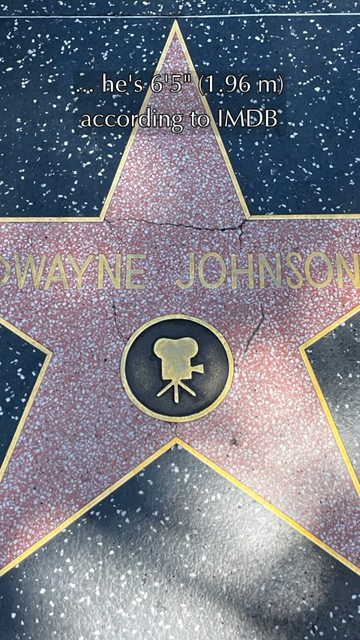 ... he's 6'5" (1.96 m)
according to IMDB
DWAYNE JOHNSON